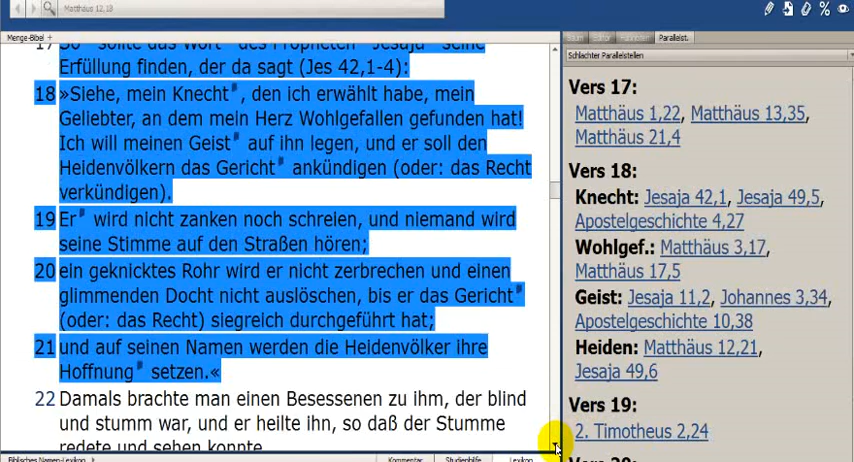 Matthäus 12,18
Menge-Bibel +
Parallelst.
Schlachter Parallelstellen
17 So sollte das Wort des Propheten Jesaja seine
Erfüllung finden, der da sagt (Jes 42,1-4):
18 »Siehe, mein Knecht, den ich erwählt habe, mein
Geliebter, an dem mein Herz Wohlgefallen gefunden hat!
Ich will meinen Geist auf ihn legen, und er soll den
Heidenvölkern das Gericht ankündigen (oder: das Recht
verkündigen).
19 Er wird nicht zanken noch schreien, und niemand wird
seine Stimme auf den Straßen hören;
20 ein geknicktes Rohr wird er nicht zerbrechen und einen
glimmenden Docht nicht auslöschen, bis er das Gericht
(oder: das Recht) siegreich durchgeführt hat;
21 und auf seinen Namen werden die Heidenvölker ihre
Hoffnung setzen.«
22 Damals brachte man einen Besessenen zu ihm, der blind
und stumm war, und er heilte ihn, so daß der Stumme
redete und sehen konnte
Vers 17:
Matthäus 1,22, Matthäus 13,35,
Matthäus 21,4
Vers 18:
Knecht: Jesaja 42,1, Jesaja 49,5,
Apostelgeschichte 4,27
Wohlgef.: Matthäus 3,17,
Matthäus 17,5
Geist: Jesaja 11,2, Johannes 3,34,
Apostelgeschichte 10,38
Heiden: Matthäus 12,21,
Jesaja 49,6
Vers 19:
2. Timotheus 2,24
Biblisches Namen-Lexikon
Kommentar
Studienhilfe
Lexikon